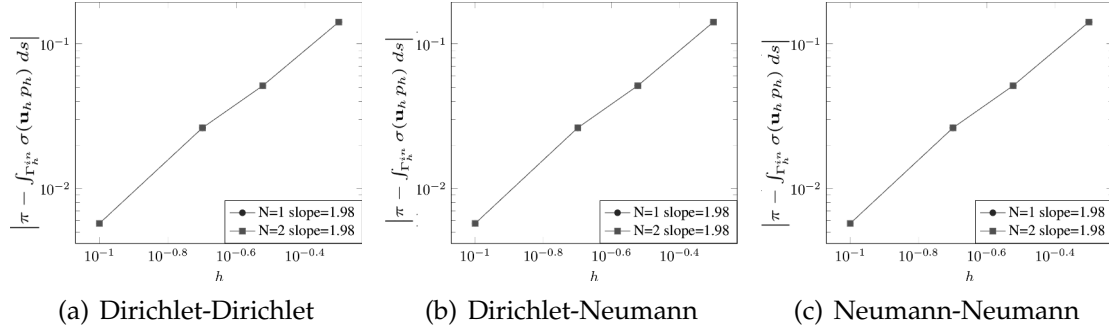 |π − ∫_{Γ_h^{in}} σ(u_h p_h) ds|
10^{-1}
10^{-2}
N=1 slope=1.98
N=2 slope=1.98
10^{-1} 10^{-0.8} 10^{-0.6} 10^{-0.4}
h
(a) Dirichlet-Dirichlet
|π − ∫_{Γ_h^{in}} σ(u_h p_h) ds|
10^{-1}
10^{-2}
N=1 slope=1.98
N=2 slope=1.98
10^{-1} 10^{-0.8} 10^{-0.6} 10^{-0.4}
h
(b) Dirichlet-Neumann
|π − ∫_{Γ_h^{in}} σ(u_h p_h) ds|
10^{-1}
10^{-2}
N=1 slope=1.98
N=2 slope=1.98
10^{-1} 10^{-0.8} 10^{-0.6} 10^{-0.4}
h
(c) Neumann-Neumann